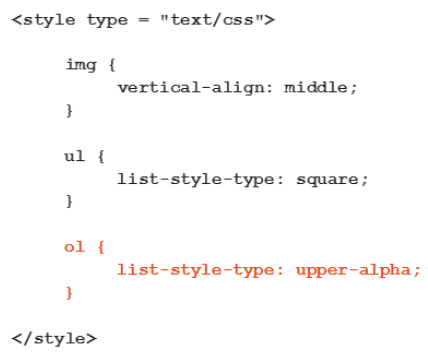 <style type = "text/css">
img {
vertical-align: middle;
}
ul {
list-style-type: square;
}
ol {
list-style-type: upper-alpha;
}
</style>